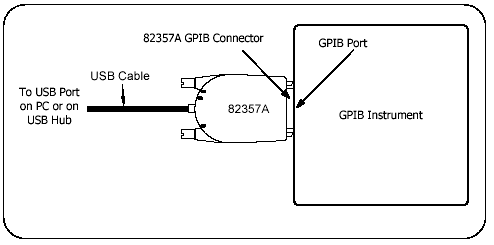 82357A GPIB Connector
GPIB Port
USB Cable
To USB Port
on PC or on
USB Hub
82357A
GPIB Instrument